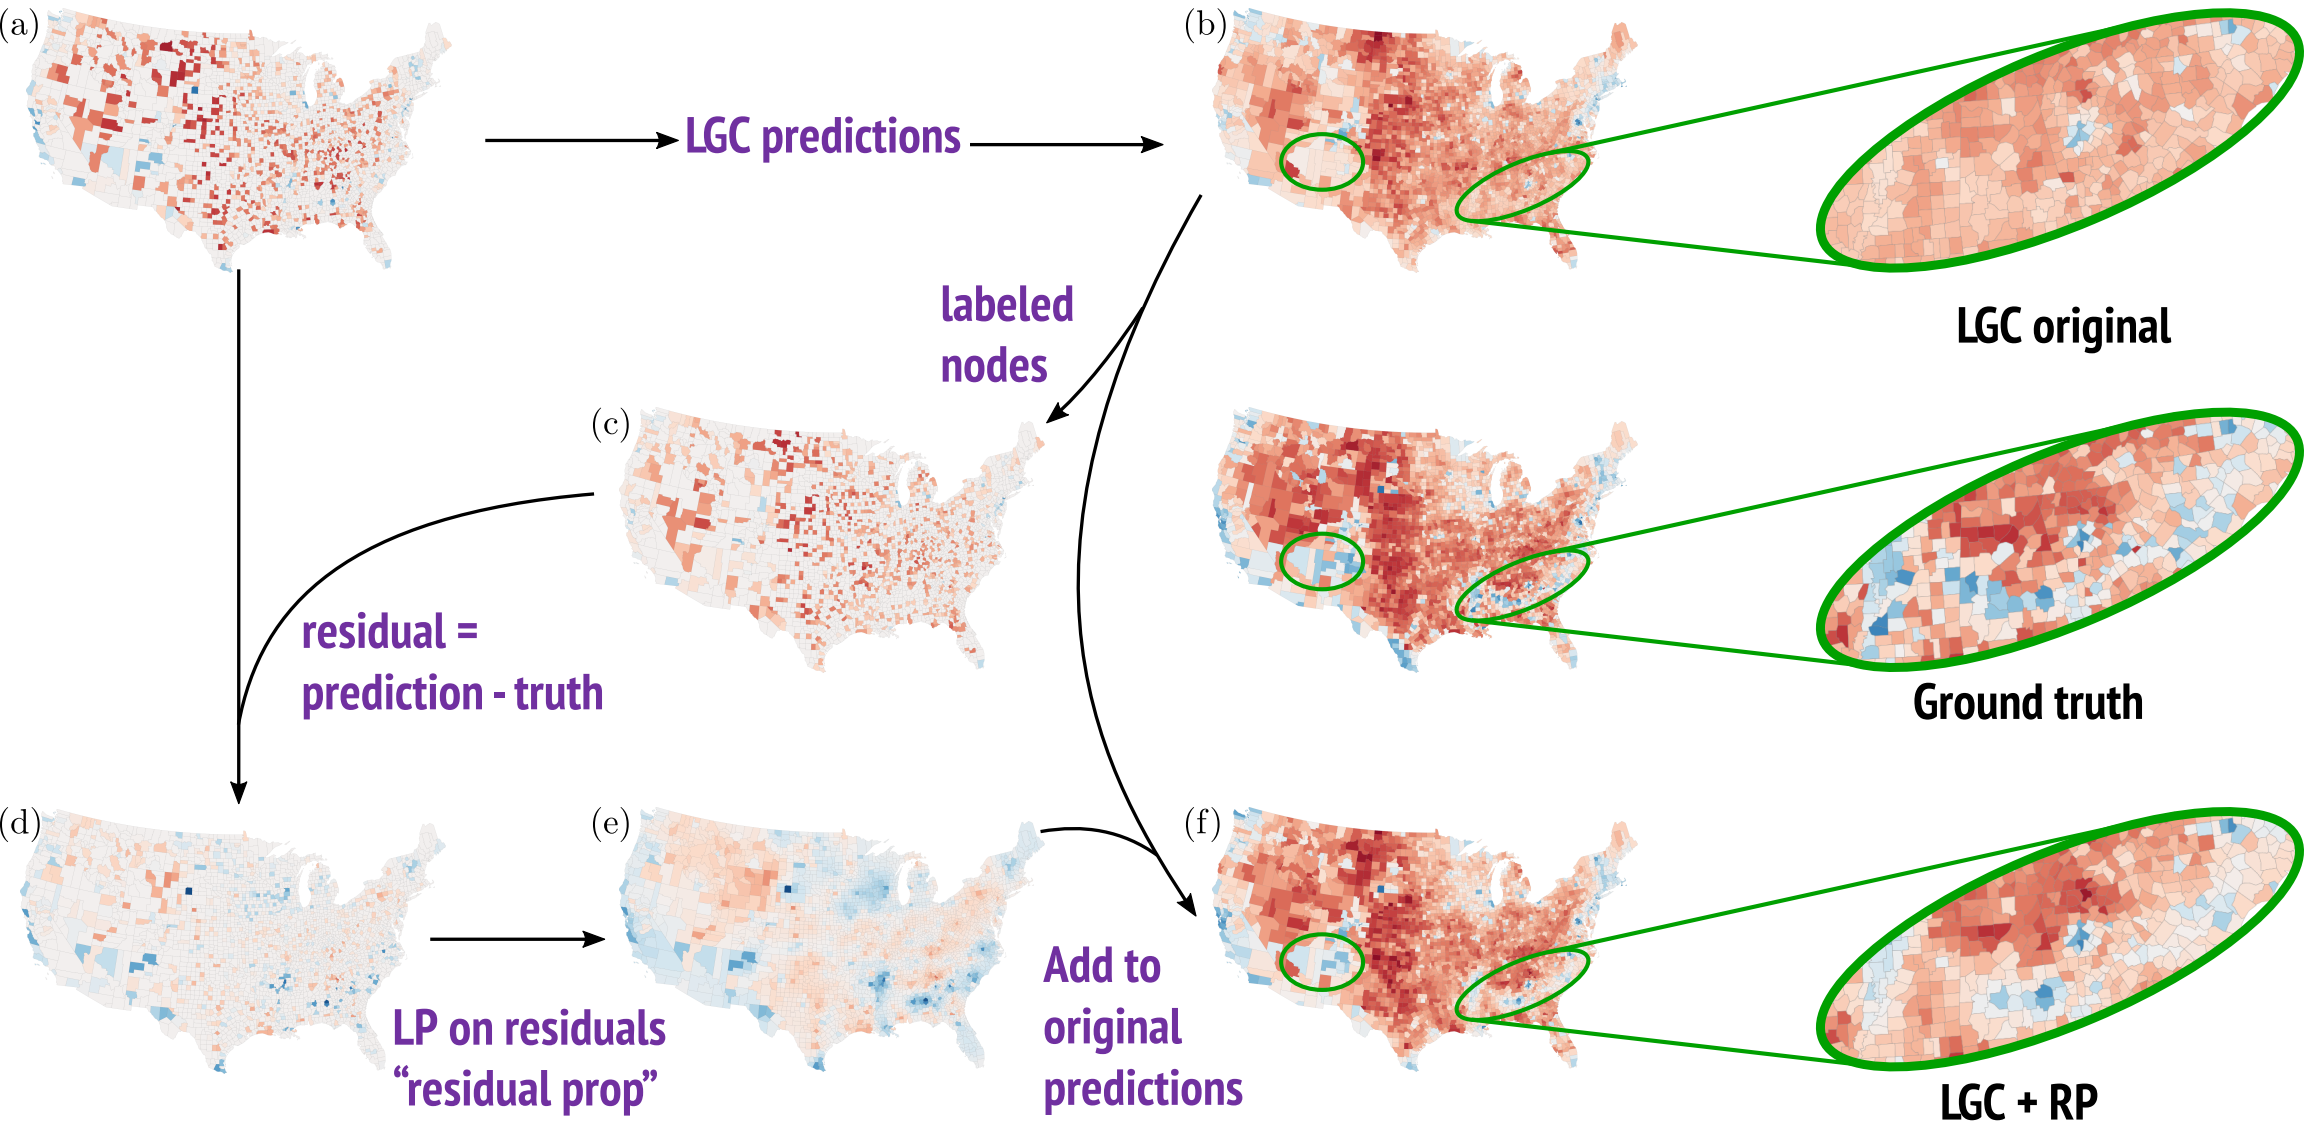 (a)
LGC predictions
(b)
LGC original
labeled
nodes
(c)
Ground truth
residual =
prediction - truth
(d)
LP on residuals
“residual prop”
(e)
Add to
original
predictions
(f)
LGC + RP